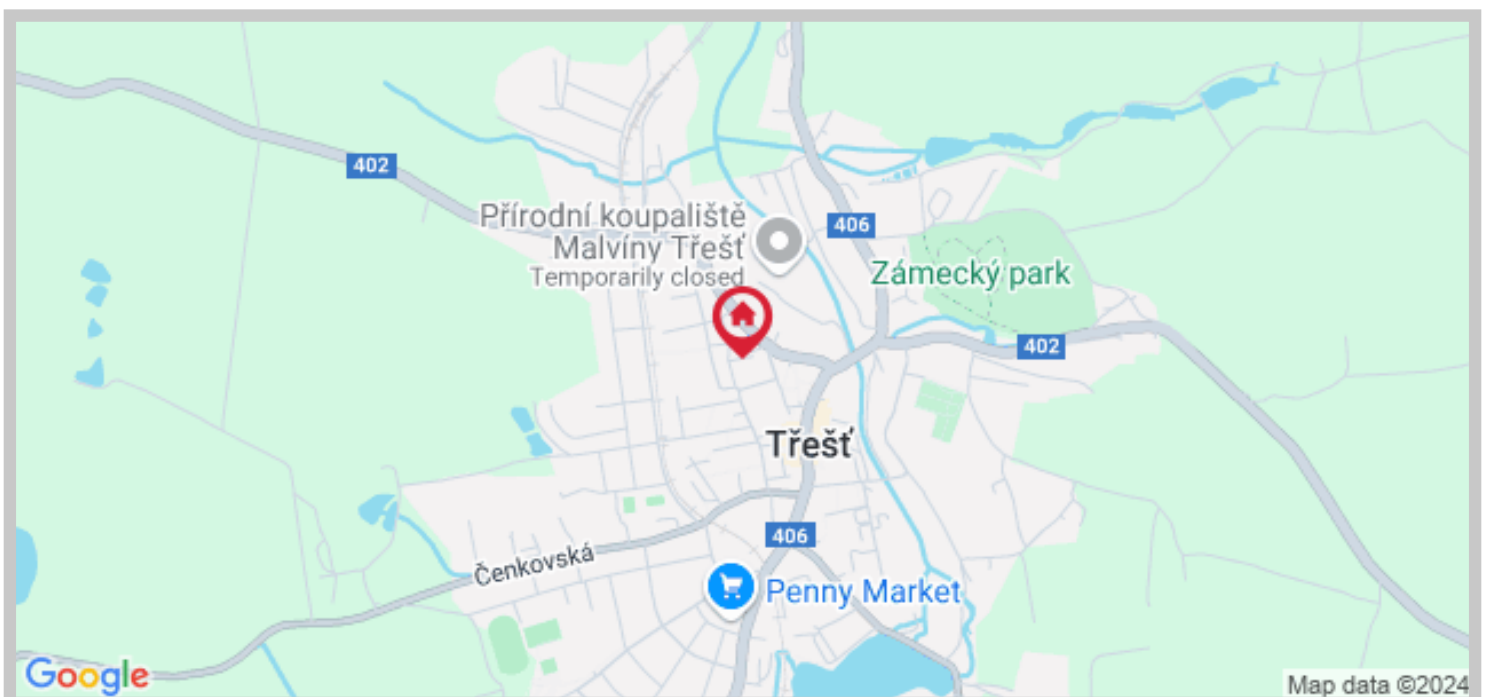 402
Přírodní koupaliště
Malvíny Třešť
Temporarily closed
406
Zámecký park
402
Třešť
406
Čenkovská
Penny Market
Google
Map data ©2024